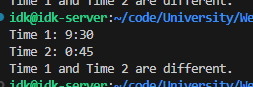 Time 1 and Time 2 are different.
idk@idk-server:~/code/University/We
Time 1: 9:30
Time 2: 0:45
Time 1 and Time 2 are different.
idk@idk-server:~/code/University/We